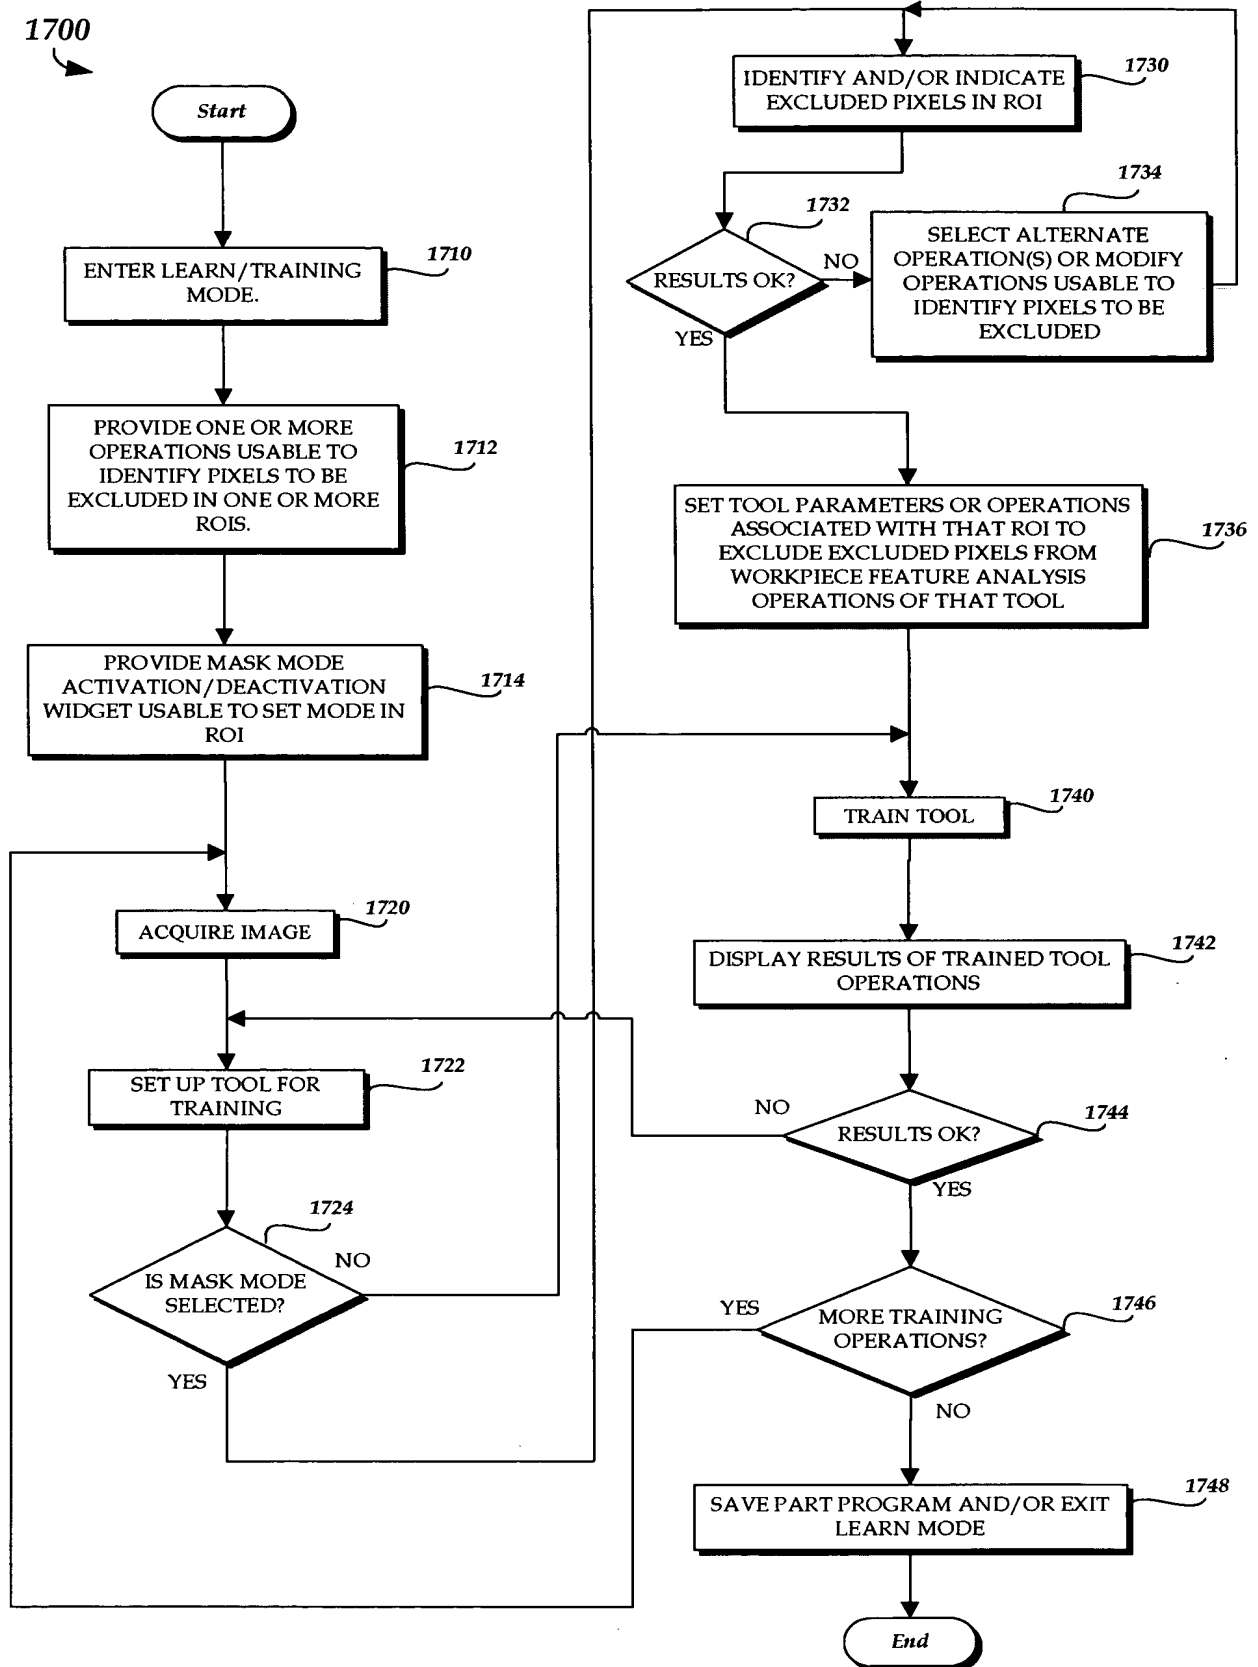 1700
Start
1710
ENTER LEARN/TRAINING
MODE.
1712
PROVIDE ONE OR MORE
OPERATIONS USABLE TO
IDENTIFY PIXELS TO BE
EXCLUDED IN ONE OR MORE
ROIS.
1714
PROVIDE MASK MODE
ACTIVATION/DEACTIVATION
WIDGET USABLE TO SET MODE IN
ROI
1720
ACQUIRE IMAGE
1722
SET UP TOOL FOR
TRAINING
1724
IS MASK MODE
SELECTED?
NO
YES
1730
IDENTIFY AND/OR INDICATE
EXCLUDED PIXELS IN ROI
1732
RESULTS OK?
NO
YES
1734
SELECT ALTERNATE
OPERATION(S) OR MODIFY
OPERATIONS USABLE TO
IDENTIFY PIXELS TO BE
EXCLUDED
1736
SET TOOL PARAMETERS OR OPERATIONS
ASSOCIATED WITH THAT ROI TO
EXCLUDE EXCLUDED PIXELS FROM
WORKPIECE FEATURE ANALYSIS
OPERATIONS OF THAT TOOL
1740
TRAIN TOOL
1742
DISPLAY RESULTS OF TRAINED TOOL
OPERATIONS
1744
RESULTS OK?
NO
YES
1746
MORE TRAINING
OPERATIONS?
YES
NO
1748
SAVE PART PROGRAM AND/OR EXIT
LEARN MODE
End